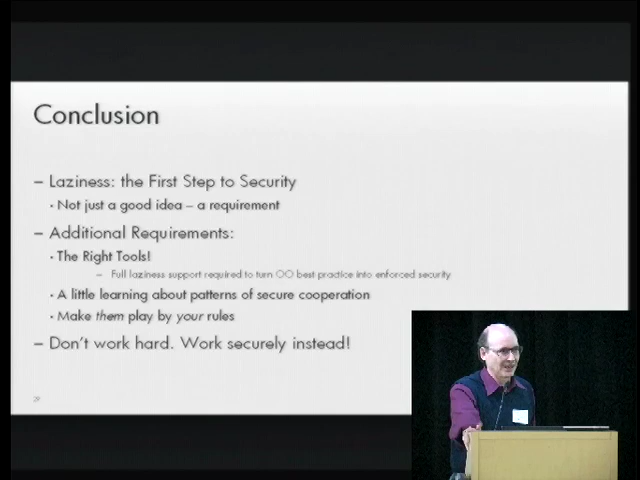 Conclusion
– Laziness: the First Step to Security
• Not just a good idea – a requirement
– Additional Requirements:
• The Right Tools!
– Full laziness support required to turn OO best practice into enforced security
• A little learning about patterns of secure cooperation
• Make them play by your rules
– Don't work hard. Work securely instead!
29